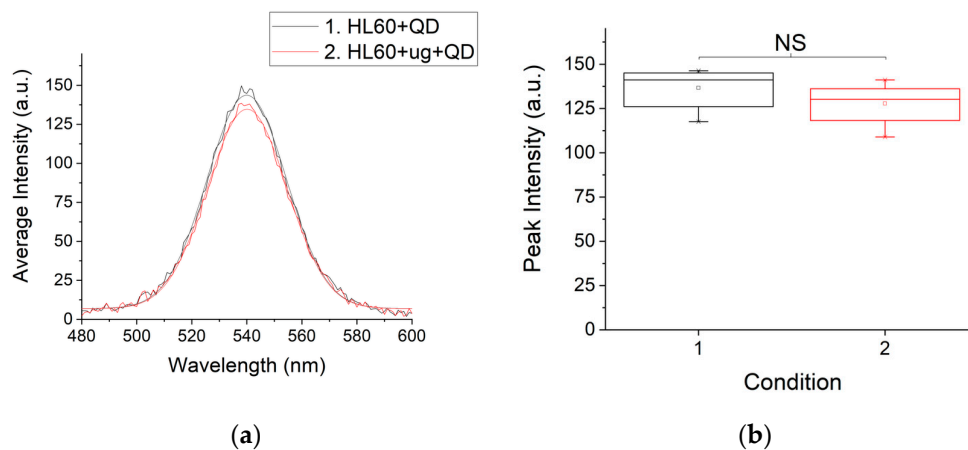 1. HL60+QD
2. HL60+ug+QD
Average Intensity (a.u.)
150
125
100
75
50
25
0
480 500 520 540 560 580 600
Wavelength (nm)
(a)
NS
Peak Intensity (a.u.)
150
125
100
75
50
25
0
1 2
Condition
(b)